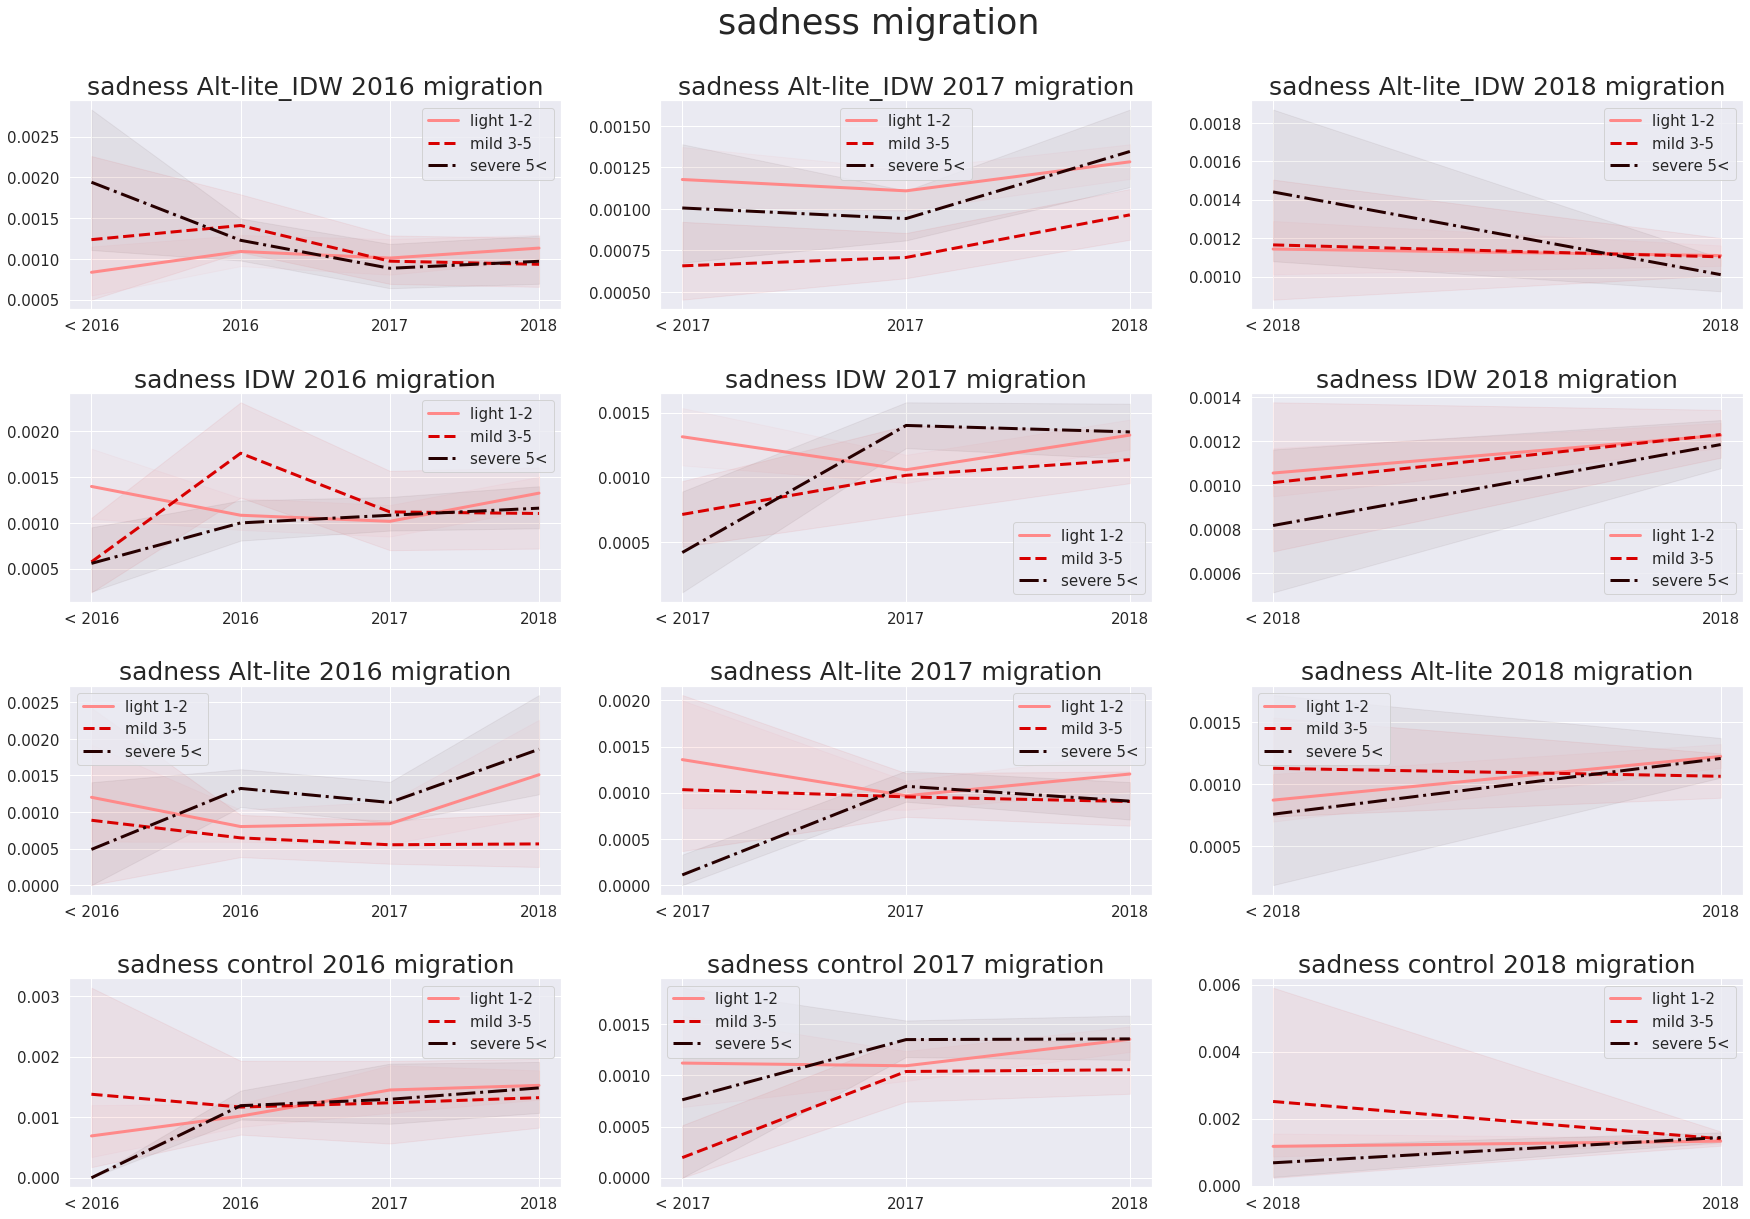 sadness migration
sadness Alt-lite_IDW 2016 migration
0.0025
0.0020
0.0015
0.0010
0.0005
light 1-2
mild 3-5
severe 5<
< 2016
2016
2017
2018
sadness Alt-lite_IDW 2017 migration
0.00150
0.00125
0.00100
0.00075
0.00050
light 1-2
mild 3-5
severe 5<
< 2017
2017
2018
sadness Alt-lite_IDW 2018 migration
0.0018
0.0016
0.0014
0.0012
0.0010
light 1-2
mild 3-5
severe 5<
< 2018
2018
sadness IDW 2016 migration
0.0020
0.0015
0.0010
0.0005
light 1-2
mild 3-5
severe 5<
< 2016
2016
2017
2018
sadness IDW 2017 migration
0.0015
0.0010
0.0005
light 1-2
mild 3-5
severe 5<
< 2017
2017
2018
sadness IDW 2018 migration
0.0014
0.0012
0.0010
0.0008
0.0006
light 1-2
mild 3-5
severe 5<
< 2018
2018
sadness Alt-lite 2016 migration
0.0025
0.0020
0.0015
0.0010
0.0005
0.0000
light 1-2
mild 3-5
severe 5<
< 2016
2016
2017
2018
sadness Alt-lite 2017 migration
0.0020
0.0015
0.0010
0.0005
0.0000
light 1-2
mild 3-5
severe 5<
< 2017
2017
2018
sadness Alt-lite 2018 migration
0.0015
0.0010
0.0005
light 1-2
mild 3-5
severe 5<
< 2018
2018
sadness control 2016 migration
0.003
0.002
0.001
0.000
light 1-2
mild 3-5
severe 5<
< 2016
2016
2017
2018
sadness control 2017 migration
0.0015
0.0010
0.0005
0.0000
light 1-2
mild 3-5
severe 5<
< 2017
2017
2018
sadness control 2018 migration
0.006
0.004
0.002
0.000
light 1-2
mild 3-5
severe 5<
< 2018
2018